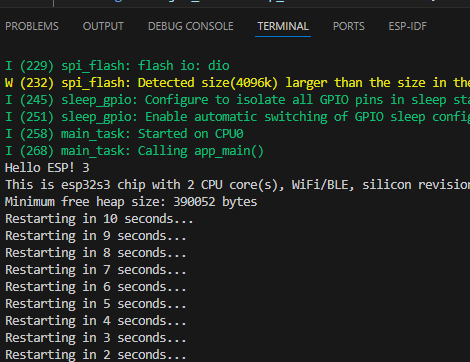 PROBLEMS OUTPUT DEBUG CONSOLE TERMINAL PORTS ESP-IDF
I (229) spi_flash: flash io: dio
W (232) spi_flash: Detected size(4096k) larger than the size in the
I (245) sleep_gpio: Configure to isolate all GPIO pins in sleep sta
I (251) sleep_gpio: Enable automatic switching of GPIO sleep config
I (258) main_task: Started on CPU0
I (268) main_task: Calling app_main()
Hello ESP! 3
This is esp32s3 chip with 2 CPU core(s), WiFi/BLE, silicon revision
Minimum free heap size: 390052 bytes
Restarting in 10 seconds...
Restarting in 9 seconds...
Restarting in 8 seconds...
Restarting in 7 seconds...
Restarting in 6 seconds...
Restarting in 5 seconds...
Restarting in 4 seconds...
Restarting in 3 seconds...
Restarting in 2 seconds...